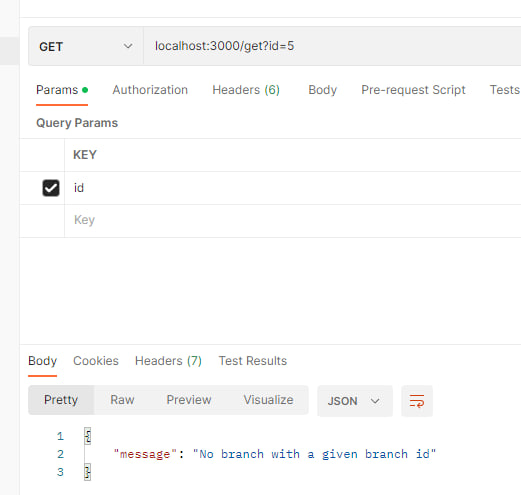 GET localhost:3000/get?id=5
Params Authorization Headers (6) Body Pre-request Script Tests
Query Params
KEY
id
Key
Body Cookies Headers (7) Test Results
Pretty Raw Preview Visualize JSON
1 {
2 "message": "No branch with a given branch id"
3 }